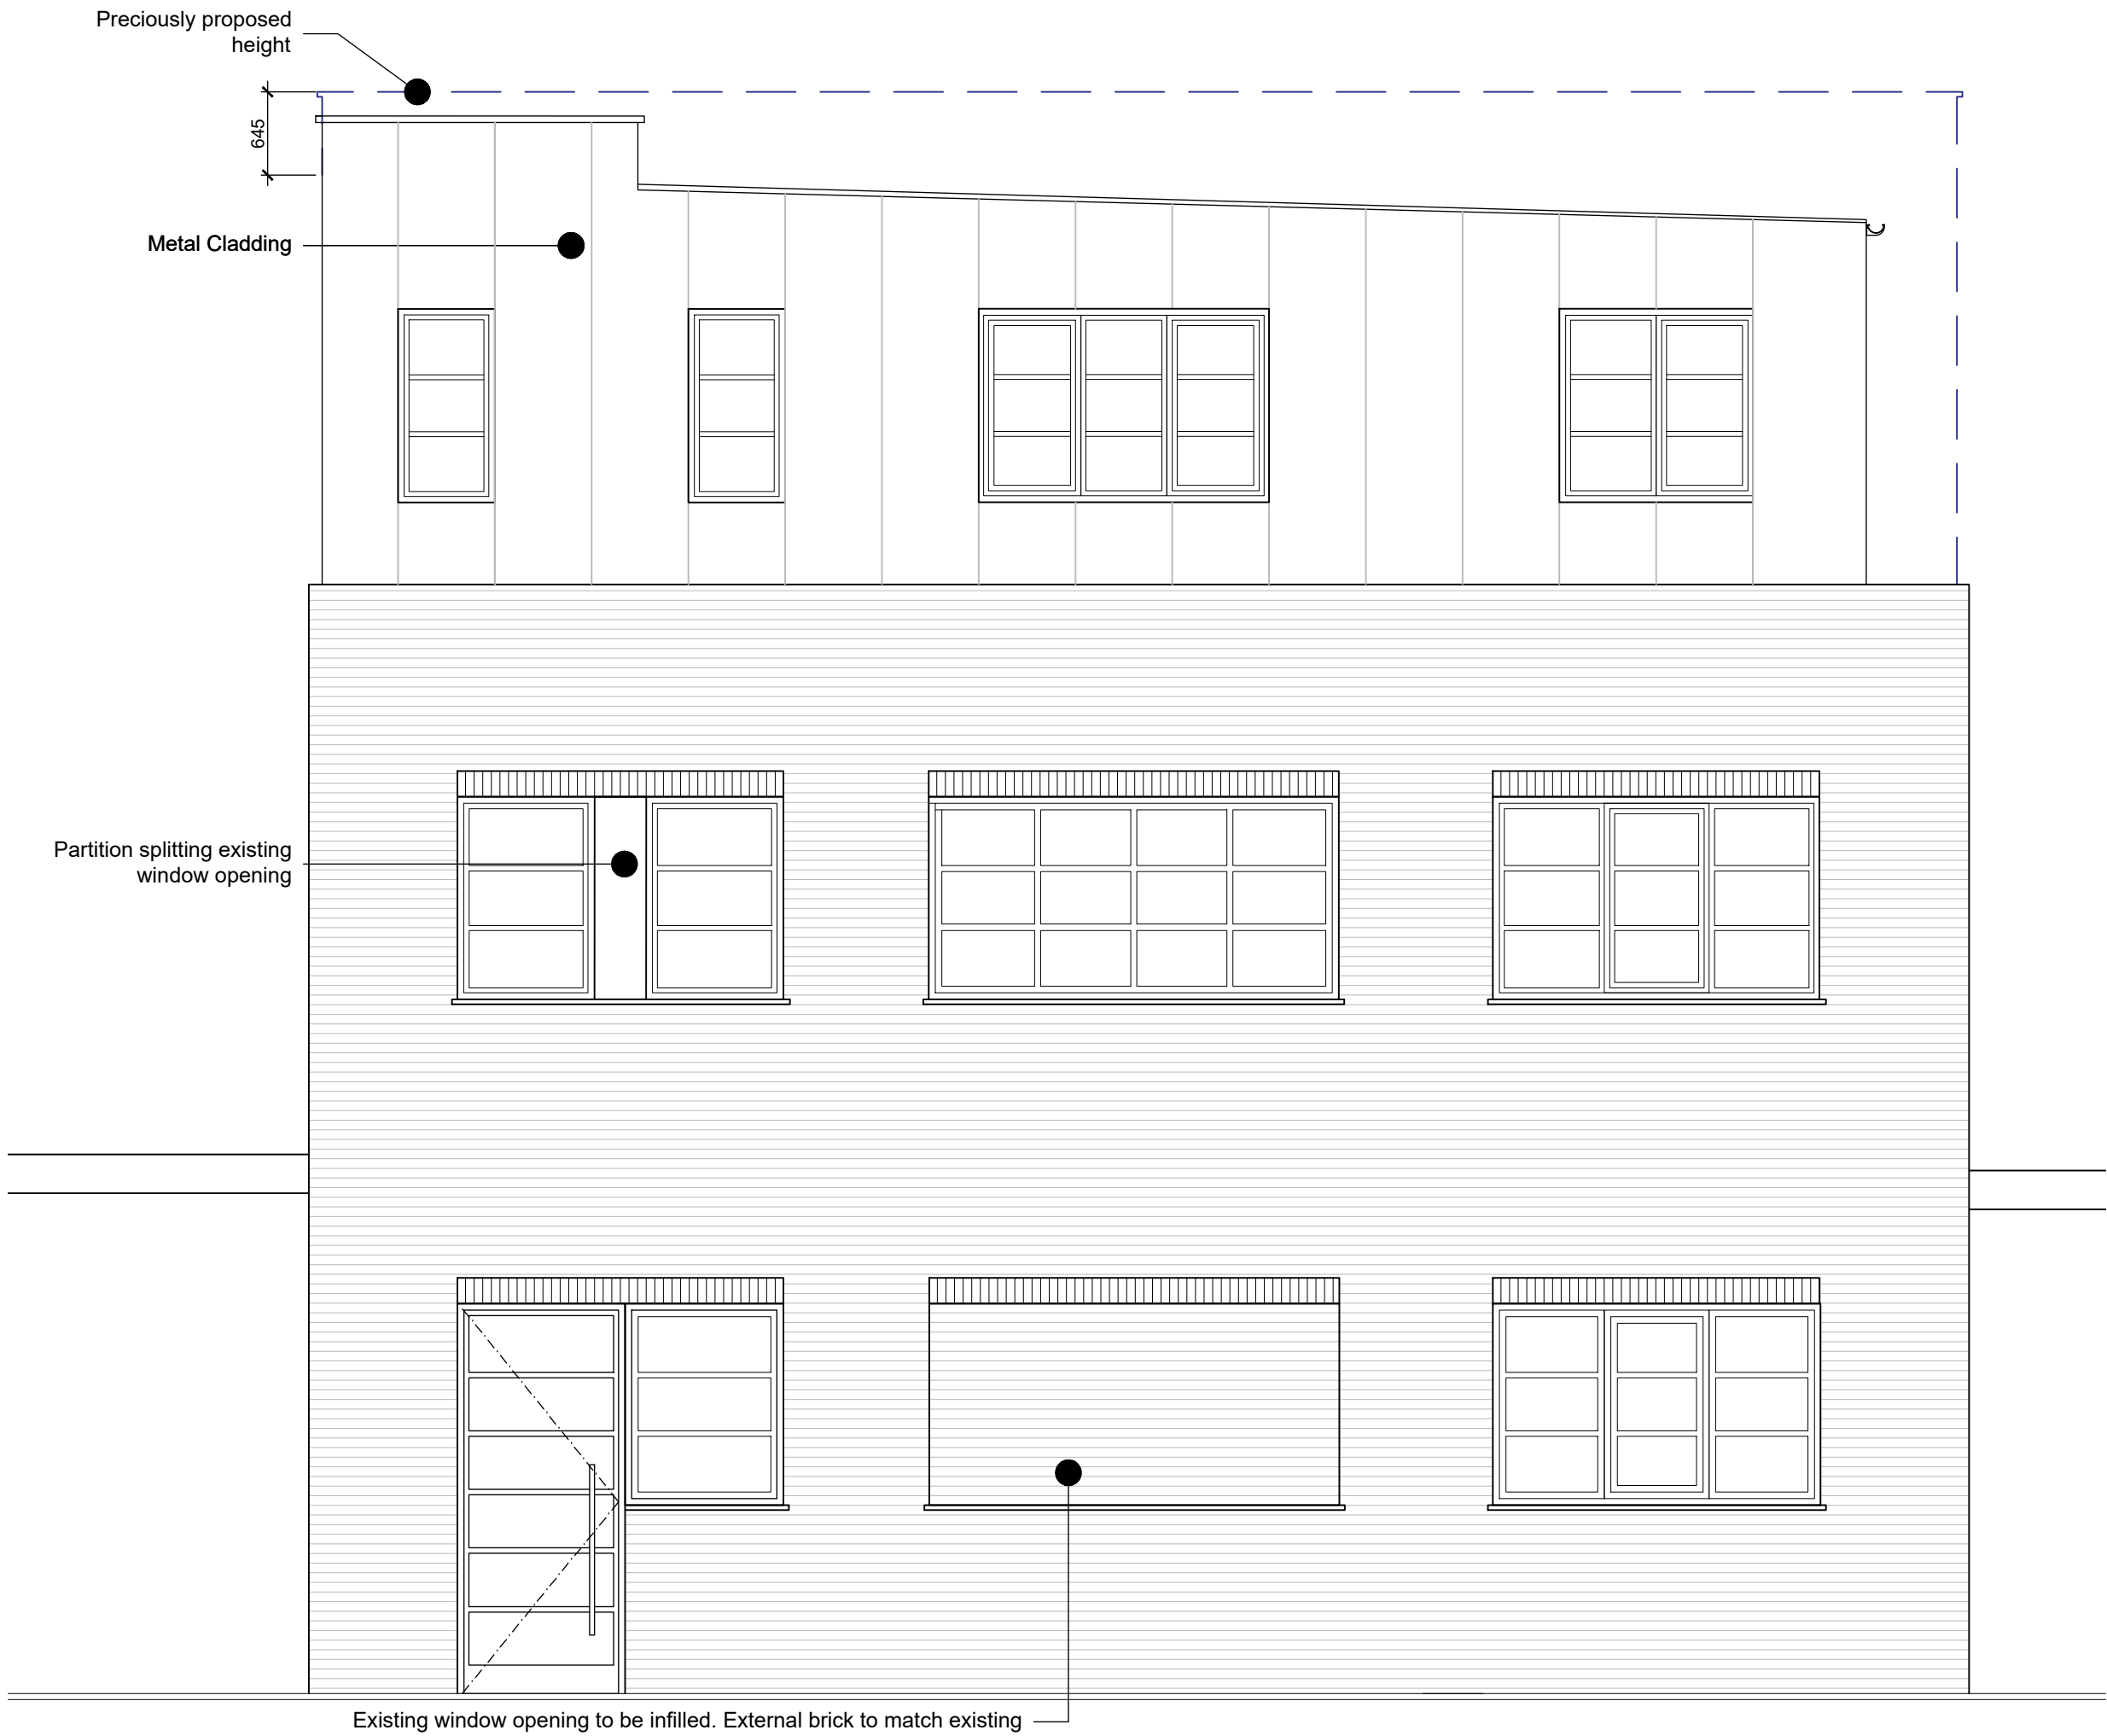 Preciously proposed
height
645
Metal Cladding
Partition splitting existing
window opening
Existing window opening to be infilled. External brick to match existing